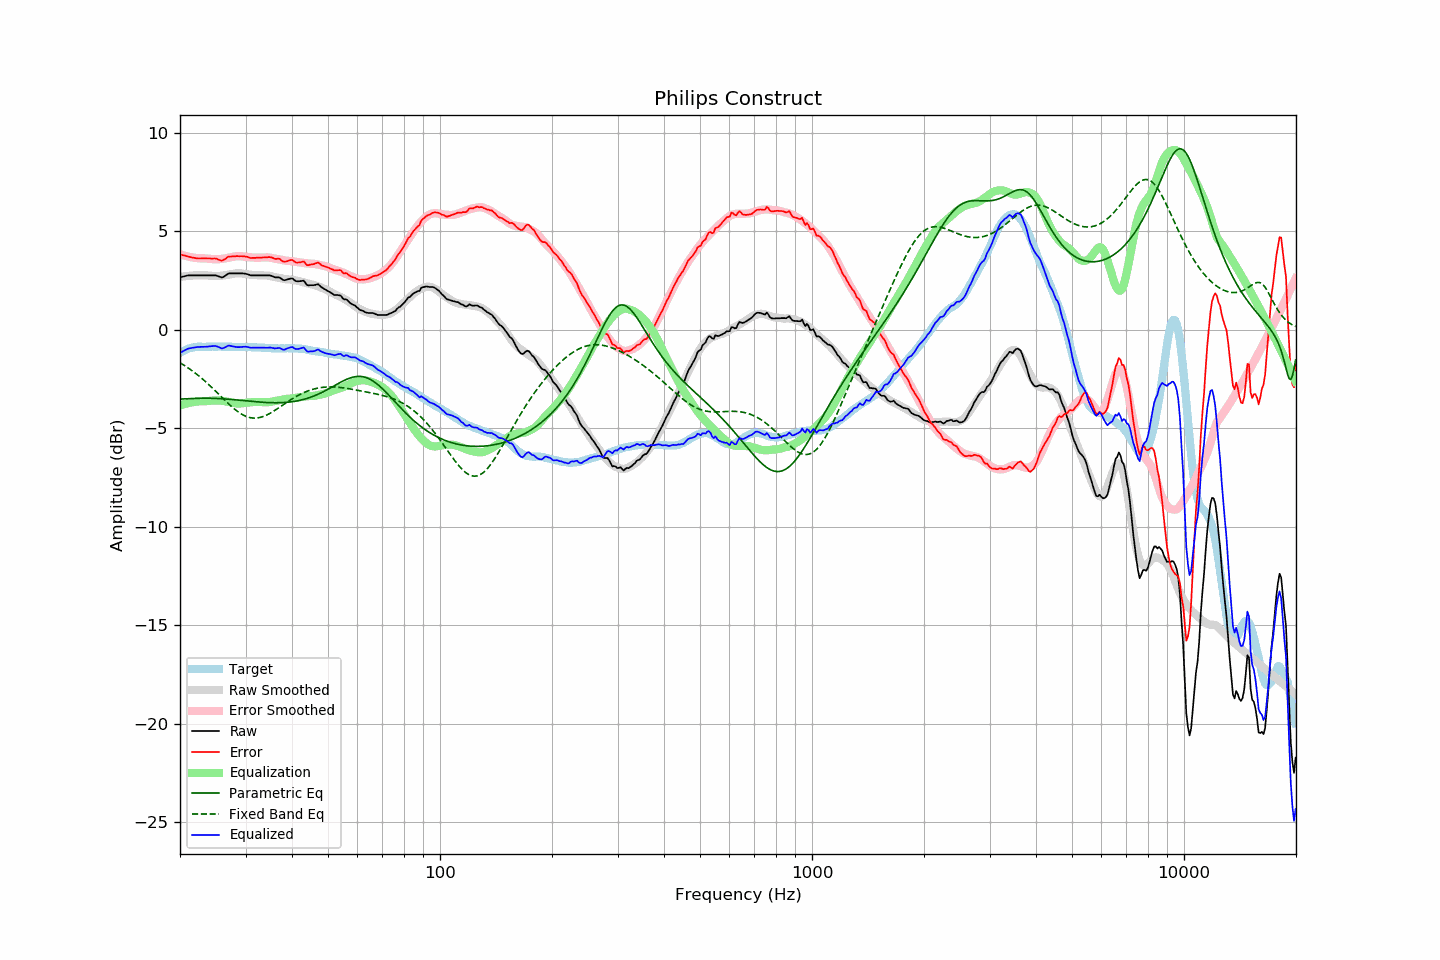 Philips Construct
10
5
0
−5
−10
−15
−20
−25
Amplitude (dBr)
Target
Raw Smoothed
Error Smoothed
Raw
Error
Equalization
Parametric Eq
Fixed Band Eq
Equalized
100
1000
10000
Frequency (Hz)